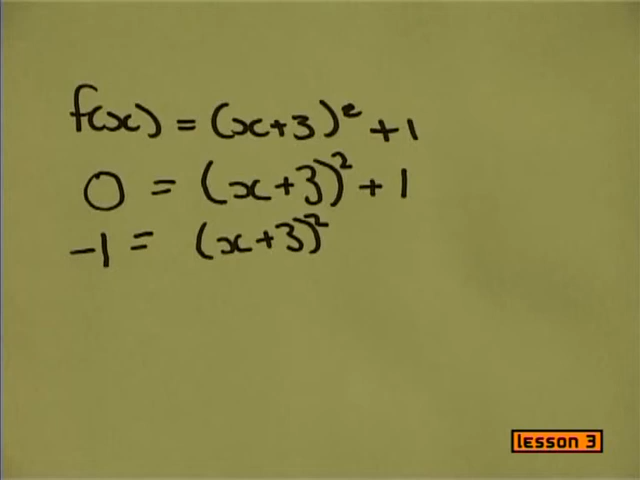 f(x) = (x+3)² + 1
0 = (x+3)² + 1
-1 = (x+3)²
lesson 3